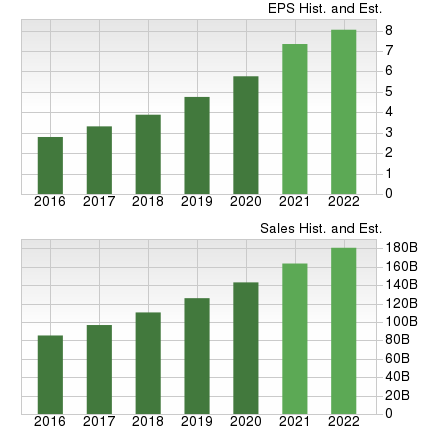 EPS Hist. and Est.
8
7
6
5
4
3
2
1
0
2016 2017 2018 2019 2020 2021 2022
Sales Hist. and Est.
180B
160B
140B
120B
100B
80B
60B
40B
20B
0
2016 2017 2018 2019 2020 2021 2022